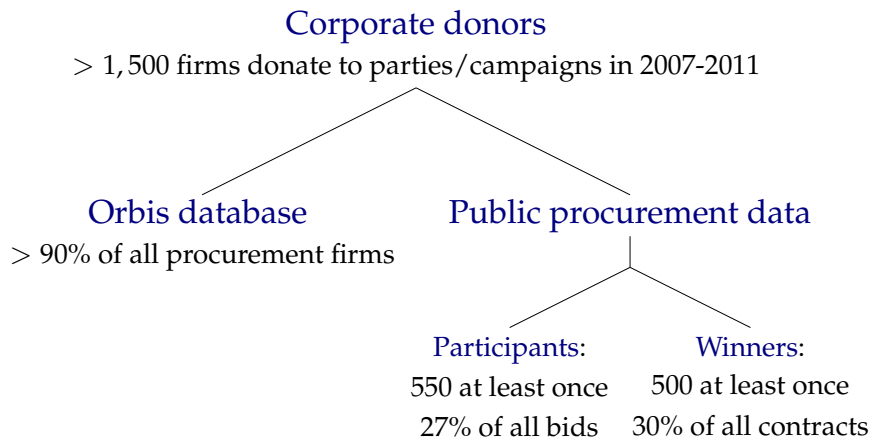 Corporate donors
> 1,500 firms donate to parties/campaigns in 2007-2011
Orbis database
> 90% of all procurement firms
Public procurement data
Participants:
550 at least once
27% of all bids
Winners:
500 at least once
30% of all contracts